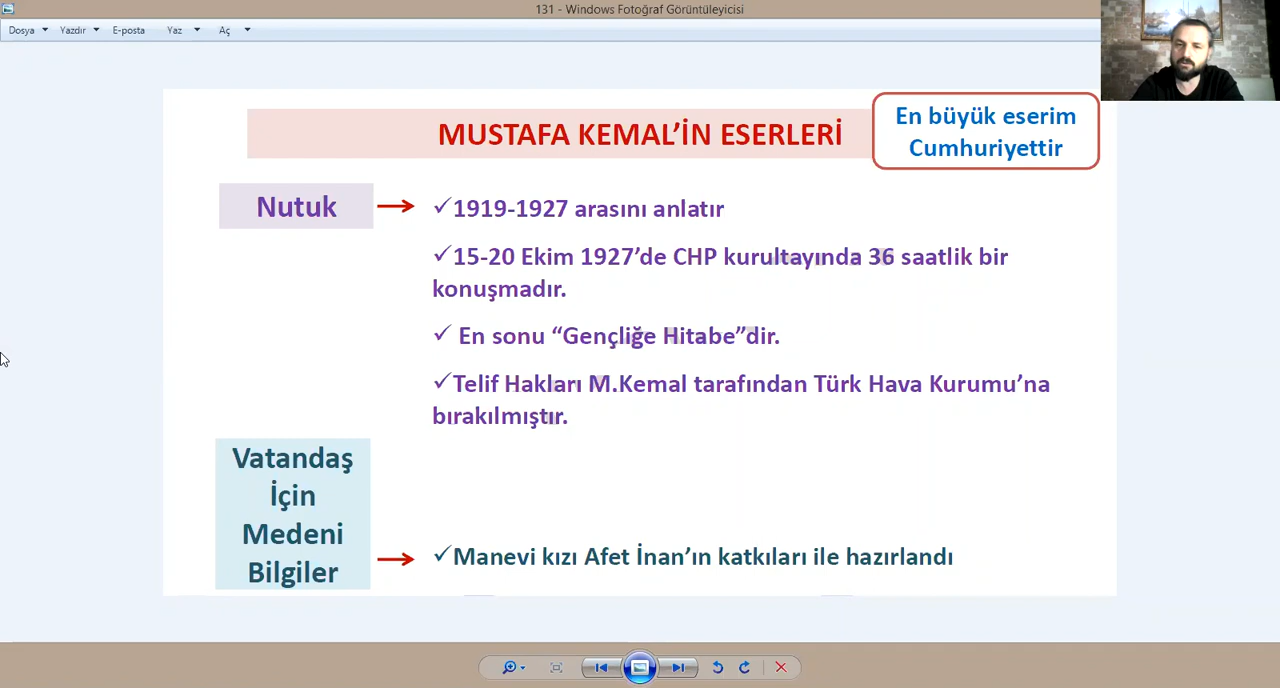 131 - Windows Fotoğraf Görüntüleyicisi
Dosya Yazdır E-posta Yaz Aç
MUSTAFA KEMAL’İN ESERLERİ
En büyük eserim
Cumhuriyettir
Nutuk
✓1919-1927 arasını anlatır
✓15-20 Ekim 1927’de CHP kurultayında 36 saatlik bir
konuşmadır.
✓ En sonu “Gençliğe Hitabe”dir.
✓Telif Hakları M.Kemal tarafından Türk Hava Kurumu’na
bırakılmıştır.
Vatandaş
İçin
Medeni
Bilgiler
✓Manevi kızı Afet İnan’ın katkıları ile hazırlandı